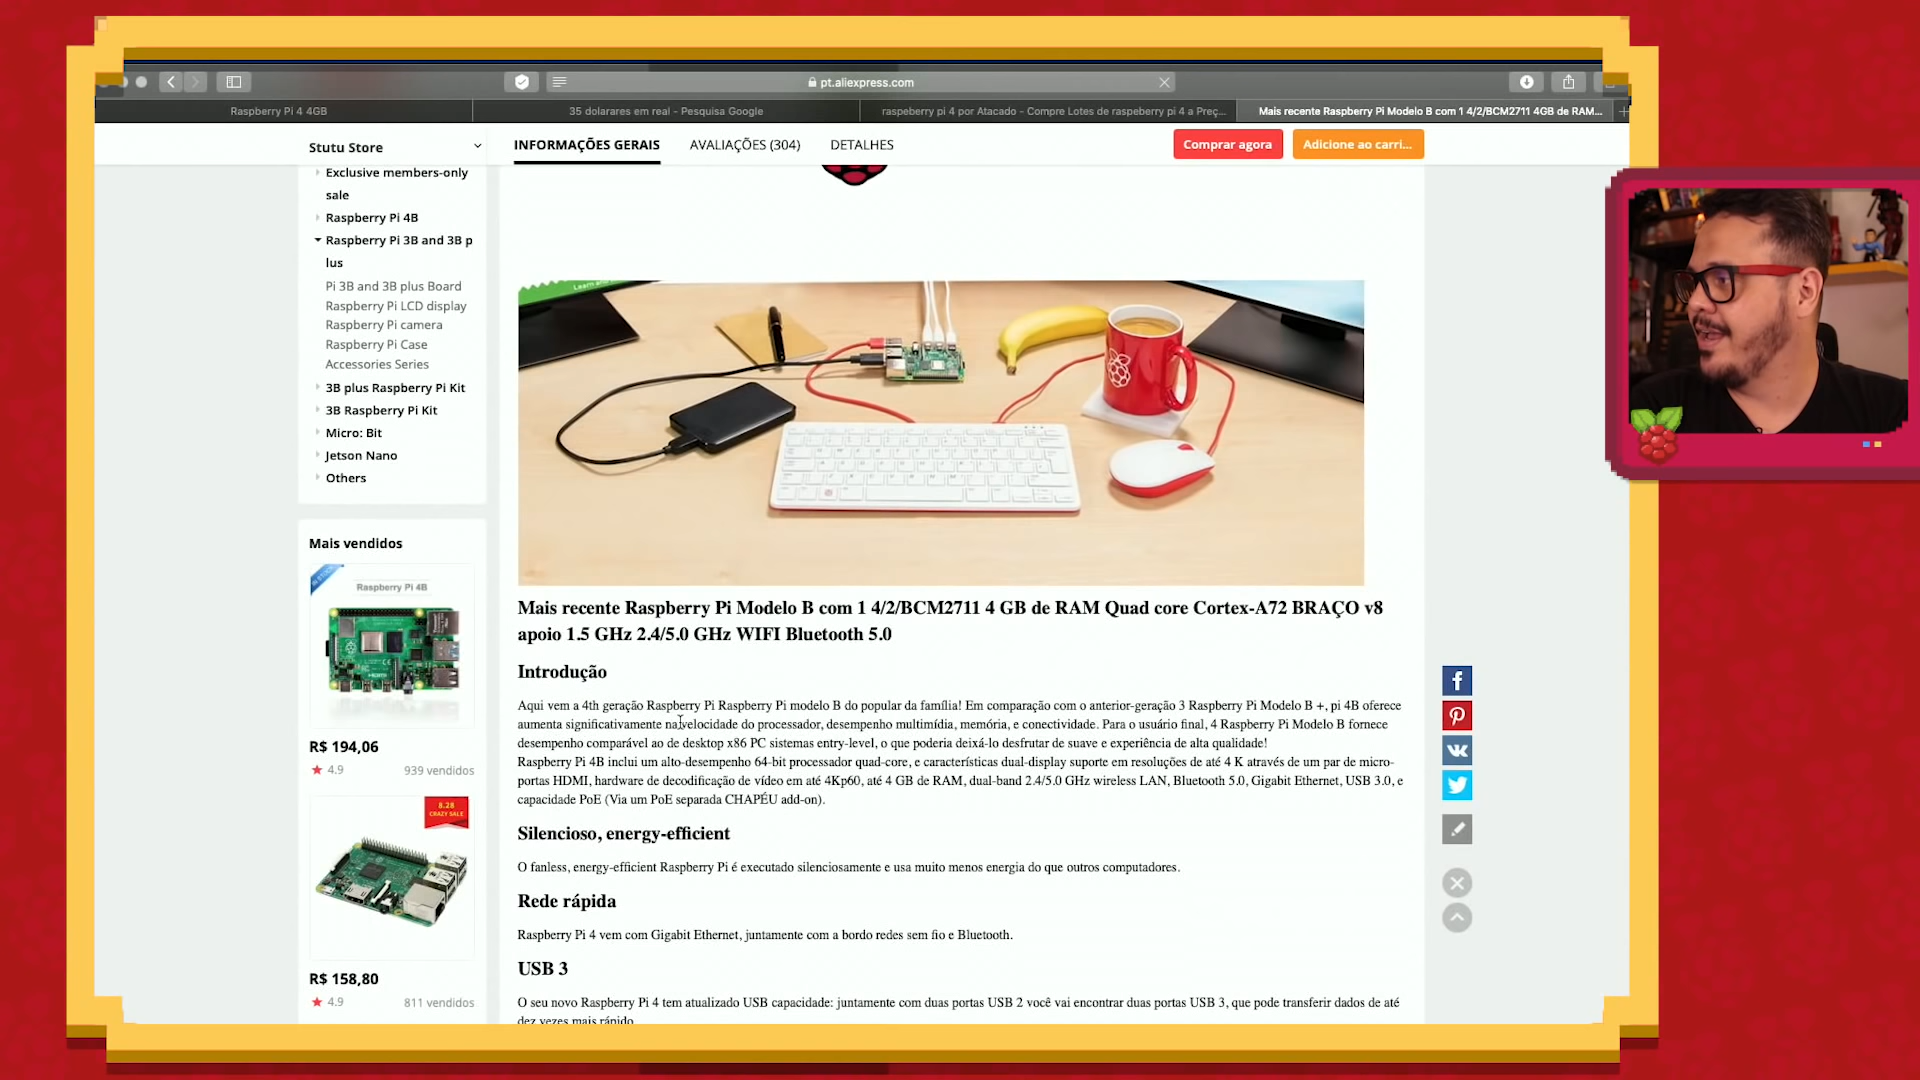 pt.aliexpress.com
Raspberry Pi 4 4GB
35 dolarares em real - Pesquisa Google
raspeberry pi 4 por Atacado - Compre Lotes de raspeberry pi 4 a Preç...
Mais recente Raspberry Pi Modelo B com 1 4/2/BCM2711 4GB de RAM...
Stutu Store
INFORMAÇÕES GERAIS
AVALIAÇÕES (304)
DETALHES
Comprar agora
Adicione ao carri...
Exclusive members-only
sale
Raspberry Pi 4B
Raspberry Pi 3B and 3B p
lus
Pi 3B and 3B plus Board
Raspberry Pi LCD display
Raspberry Pi camera
Raspberry Pi Case
Accessories Series
3B plus Raspberry Pi Kit
3B Raspberry Pi Kit
Micro: Bit
Jetson Nano
Others
Mais vendidos
Raspberry Pi 4B
R$ 194,06
4.9
939 vendidos
8.28
CRAZY SALE
R$ 158,80
4.9
811 vendidos
Mais recente Raspberry Pi Modelo B com 1 4/2/BCM2711 4 GB de RAM Quad core Cortex-A72 BRAÇO v8
apoio 1.5 GHz 2.4/5.0 GHz WIFI Bluetooth 5.0
Introdução
Aqui vem a 4th geração Raspberry Pi Raspberry Pi modelo B do popular da família! Em comparação com o anterior-geração 3 Raspberry Pi Modelo B +, pi 4B oferece
aumenta significativamente na velocidade do processador, desempenho multimídia, memória, e conectividade. Para o usuário final, 4 Raspberry Pi Modelo B fornece
desempenho comparável ao de desktop x86 PC sistemas entry-level, o que poderia deixá-lo desfrutar de suave e experiência de alta qualidade!
Raspberry Pi 4B inclui um alto-desempenho 64-bit processador quad-core, e características dual-display suporte em resoluções de até 4 K através de um par de micro-
portas HDMI, hardware de decodificação de vídeo em até 4Kp60, até 4 GB de RAM, dual-band 2.4/5.0 GHz wireless LAN, Bluetooth 5.0, Gigabit Ethernet, USB 3.0, e
capacidade PoE (Via um PoE separada CHAPÉU add-on).
Silencioso, energy-efficient
O fanless, energy-efficient Raspberry Pi é executado silenciosamente e usa muito menos energia do que outros computadores.
Rede rápida
Raspberry Pi 4 vem com Gigabit Ethernet, juntamente com a bordo redes sem fio e Bluetooth.
USB 3
O seu novo Raspberry Pi 4 tem atualizado USB capacidade: juntamente com duas portas USB 2 você vai encontrar duas portas USB 3, que pode transferir dados de até
dez vezes mais rápido